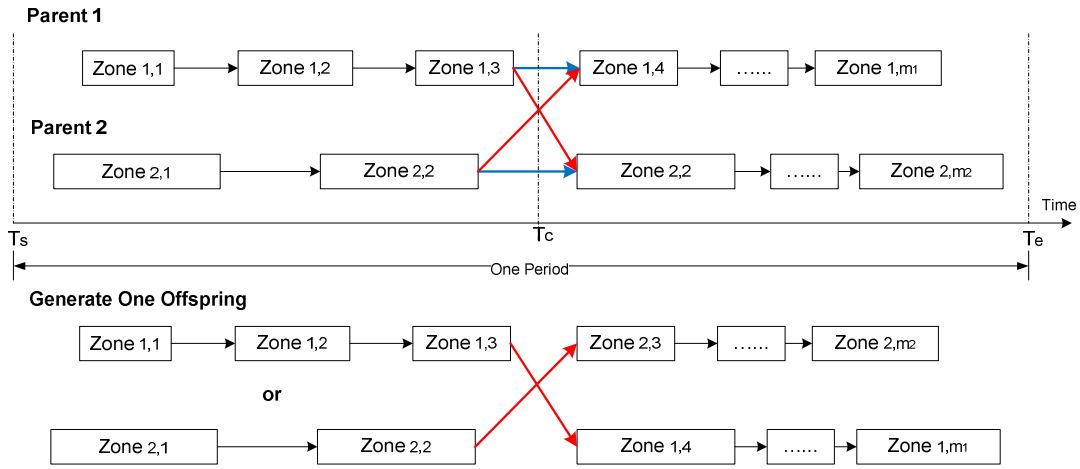 Parent 1
Zone 1,1 Zone 1,2 Zone 1,3 Zone 1,4 ...... Zone 1,m1
Parent 2
Zone 2,1 Zone 2,2 Zone 2,2 ...... Zone 2,m2
Time
Ts Tc Te
One Period
Generate One Offspring
Zone 1,1 Zone 1,2 Zone 1,3 Zone 2,3 ...... Zone 2,m2
or
Zone 2,1 Zone 2,2 Zone 1,4 ...... Zone 1,m1